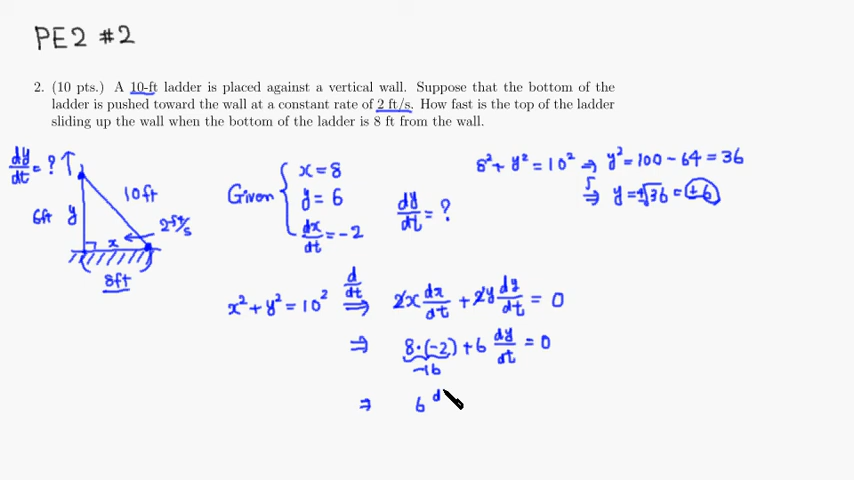 PE2 #2
2. (10 pts.) A 10-ft ladder is placed against a vertical wall. Suppose that the bottom of the
ladder is pushed toward the wall at a constant rate of 2 ft/s. How fast is the top of the ladder
sliding up the wall when the bottom of the ladder is 8 ft from the wall.
dy/dt = ? ↑
10ft
6ft y
x
2ft/s
8ft
Given { x = 8
y = 6
dx/dt = -2
dy/dt = ?
8² + y² = 10² ⇒ y² = 100 - 64 = 36
⇒ y = √36 = +6
x² + y² = 10² d/dt ⇒ 2x dx/dt + 2y dy/dt = 0
⇒ 8·(-2) + 6 dy/dt = 0
-16
⇒ 6 d